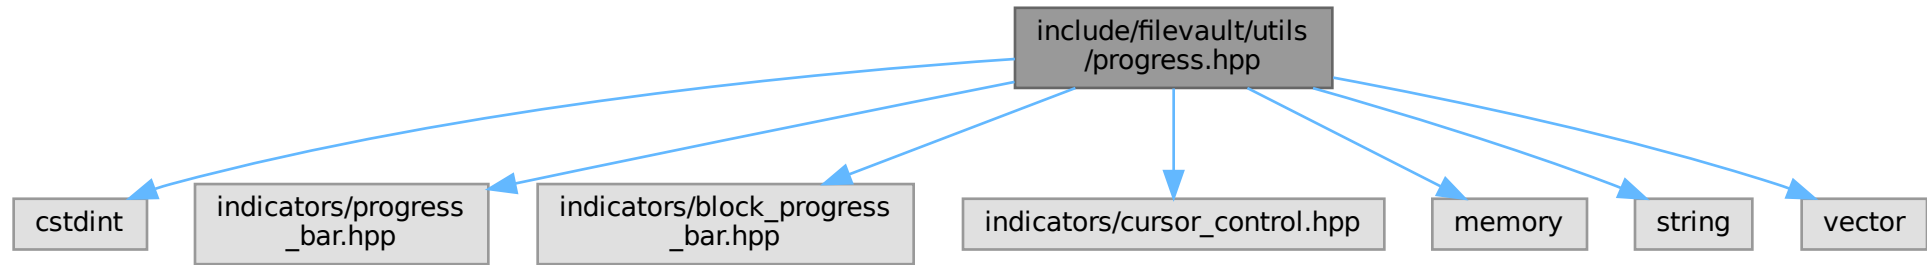 include/filevault/utils
/progress.hpp
cstdint
indicators/progress
_bar.hpp
indicators/block_progress
_bar.hpp
indicators/cursor_control.hpp
memory
string
vector